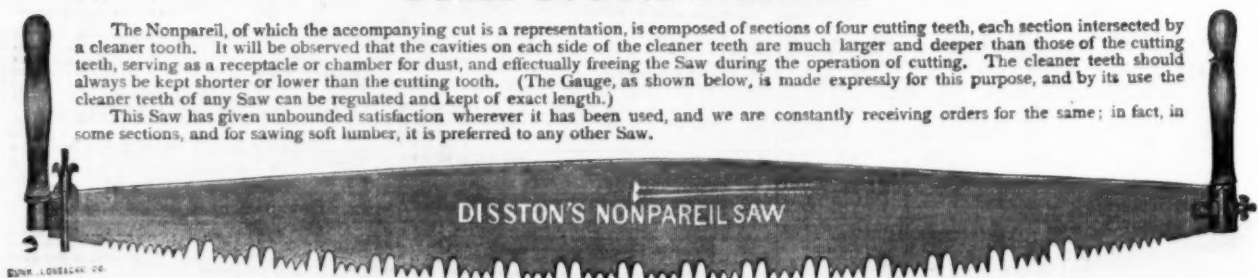 The Nonpareil, of which the accompanying cut is a representation, is composed of sections of four cutting teeth, each section intersected by
a cleaner tooth. It will be observed that the cavities on each side of the cleaner teeth are much larger and deeper than those of the cutting
teeth, serving as a receptacle or chamber for dust, and effectually freeing the Saw during the operation of cutting. The cleaner teeth should
always be kept shorter or lower than the cutting tooth. (The Gauge, as shown below, is made expressly for this purpose, and by its use the
cleaner teeth of any Saw can be regulated and kept of exact length.)
This Saw has given unbounded satisfaction wherever it has been used, and we are constantly receiving orders for the same; in fact, in
some sections, and for sawing soft lumber, it is preferred to any other Saw.
DISSTON'S NONPAREIL SAW